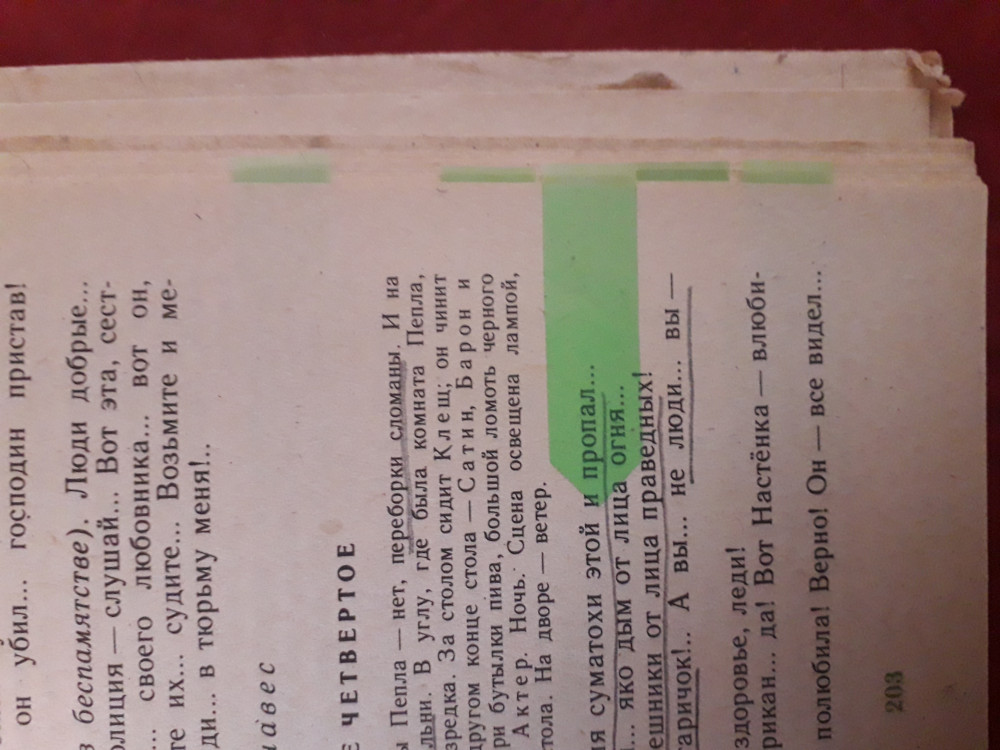 он убил... господин пристав!
беспамятстве). Люди добрые...
олиция — слушай... Вот эта, сест-
... своего любовника... вот он,
те их... судите... Возьмите и ме-
ди... в тюрьму меня!..
авес
ЧЕТВЕРТОЕ
Пепла — нет, переборки сломаны. И на
льни. В углу, где была комната Пепла,
зредка. За столом сидит Клещ; он чинит
другом конце стола — Сатин, Барон и
ри бутылки пива, большой ломоть черного
Актер. Ночь. Сцена освещена лампой,
тола. На дворе — ветер.
суматохи этой и пропал...
... яко дым от лица огня...
ешники от лица праведных!
таричок!.. А вы... не люди... вы —
здоровье, леди!
рикан... да! Вот Настёнка — влюби-
полюбила! Верно! Он — все видел...
203